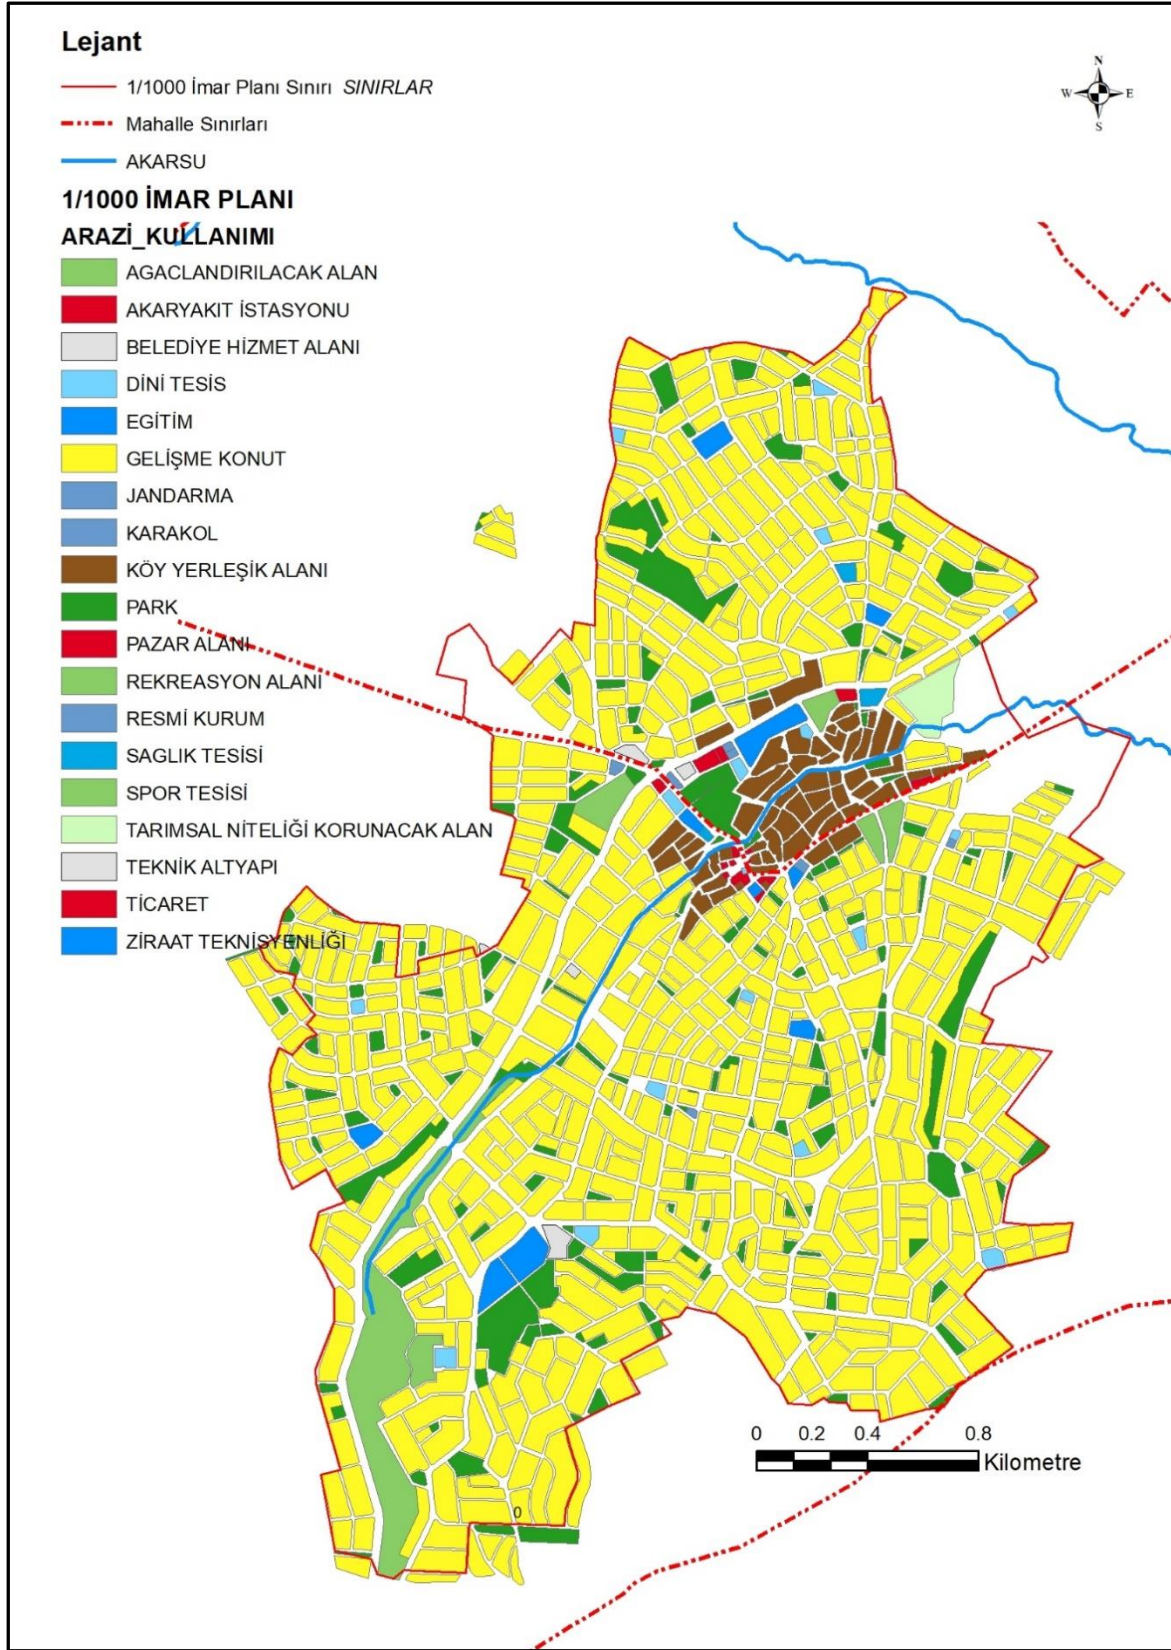 Lejant
1/1000 İmar Planı Sınırı SINIRLAR
Mahalle Sınırları
AKARSU
1/1000 İMAR PLANI
ARAZİ_KULLANIMI
AGACLANDIRILACAK ALAN
AKARYAKIT İSTASYONU
BELEDİYE HİZMET ALANI
DİNİ TESİS
EGİTİM
GELİŞME KONUT
JANDARMA
KARAKOL
KÖY YERLEŞİK ALANI
PARK
PAZAR ALANI
REKREASYON ALANI
RESMİ KURUM
SAGLIK TESİSİ
SPOR TESİSİ
TARIMSAL NİTELİĞİ KORUNACAK ALAN
TEKNİK ALTYAPI
TİCARET
ZİRAAT TEKNİSYENLİĞİ
N
W E
S
0 0.2 0.4 0.8
Kilometre
0